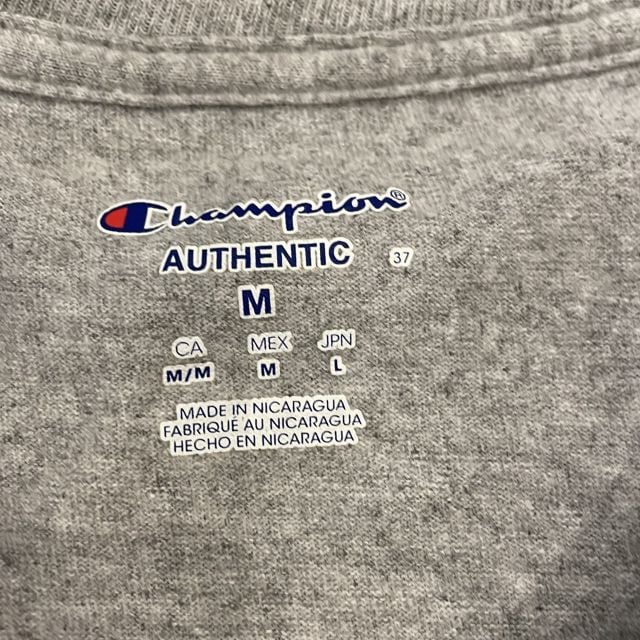 Champion®
AUTHENTIC 37
M
CA MEX JPN
M/M M L
MADE IN NICARAGUA
FABRIQUÉ AU NICARAGUA
HECHO EN NICARAGUA